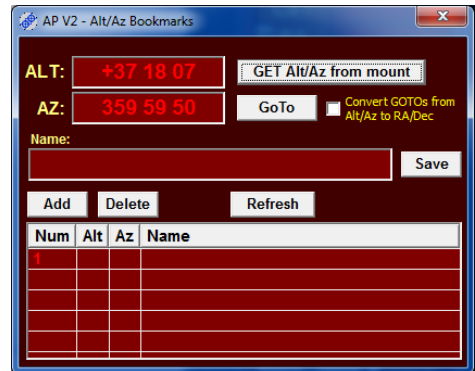 AP V2 - Alt/Az Bookmarks
ALT: +37 18 07 GET Alt/Az from mount
AZ: 359 59 50 GoTo Convert GOTOs from
Alt/Az to RA/Dec
Name:
Save
Add Delete Refresh
Num Alt Az Name
1